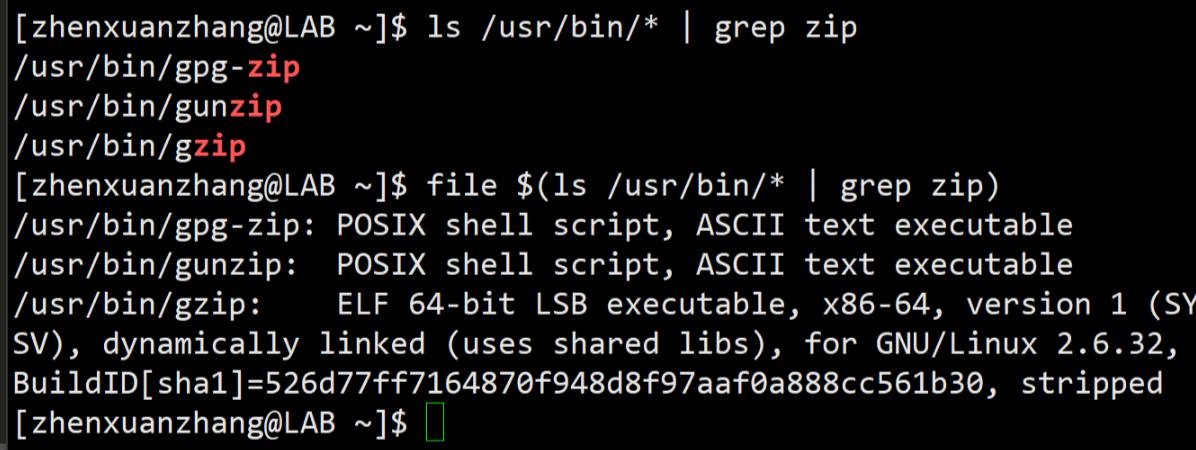 [zhenxuanzhang@LAB ~]$ ls /usr/bin/* | grep zip
/usr/bin/gpg-zip
/usr/bin/gunzip
/usr/bin/gzip
[zhenxuanzhang@LAB ~]$ file $(ls /usr/bin/* | grep zip)
/usr/bin/gpg-zip: POSIX shell script, ASCII text executable
/usr/bin/gunzip:  POSIX shell script, ASCII text executable
/usr/bin/gzip:    ELF 64-bit LSB executable, x86-64, version 1 (SY
SV), dynamically linked (uses shared libs), for GNU/Linux 2.6.32,
BuildID[sha1]=526d77ff7164870f948d8f97aaf0a888cc561b30, stripped
[zhenxuanzhang@LAB ~]$